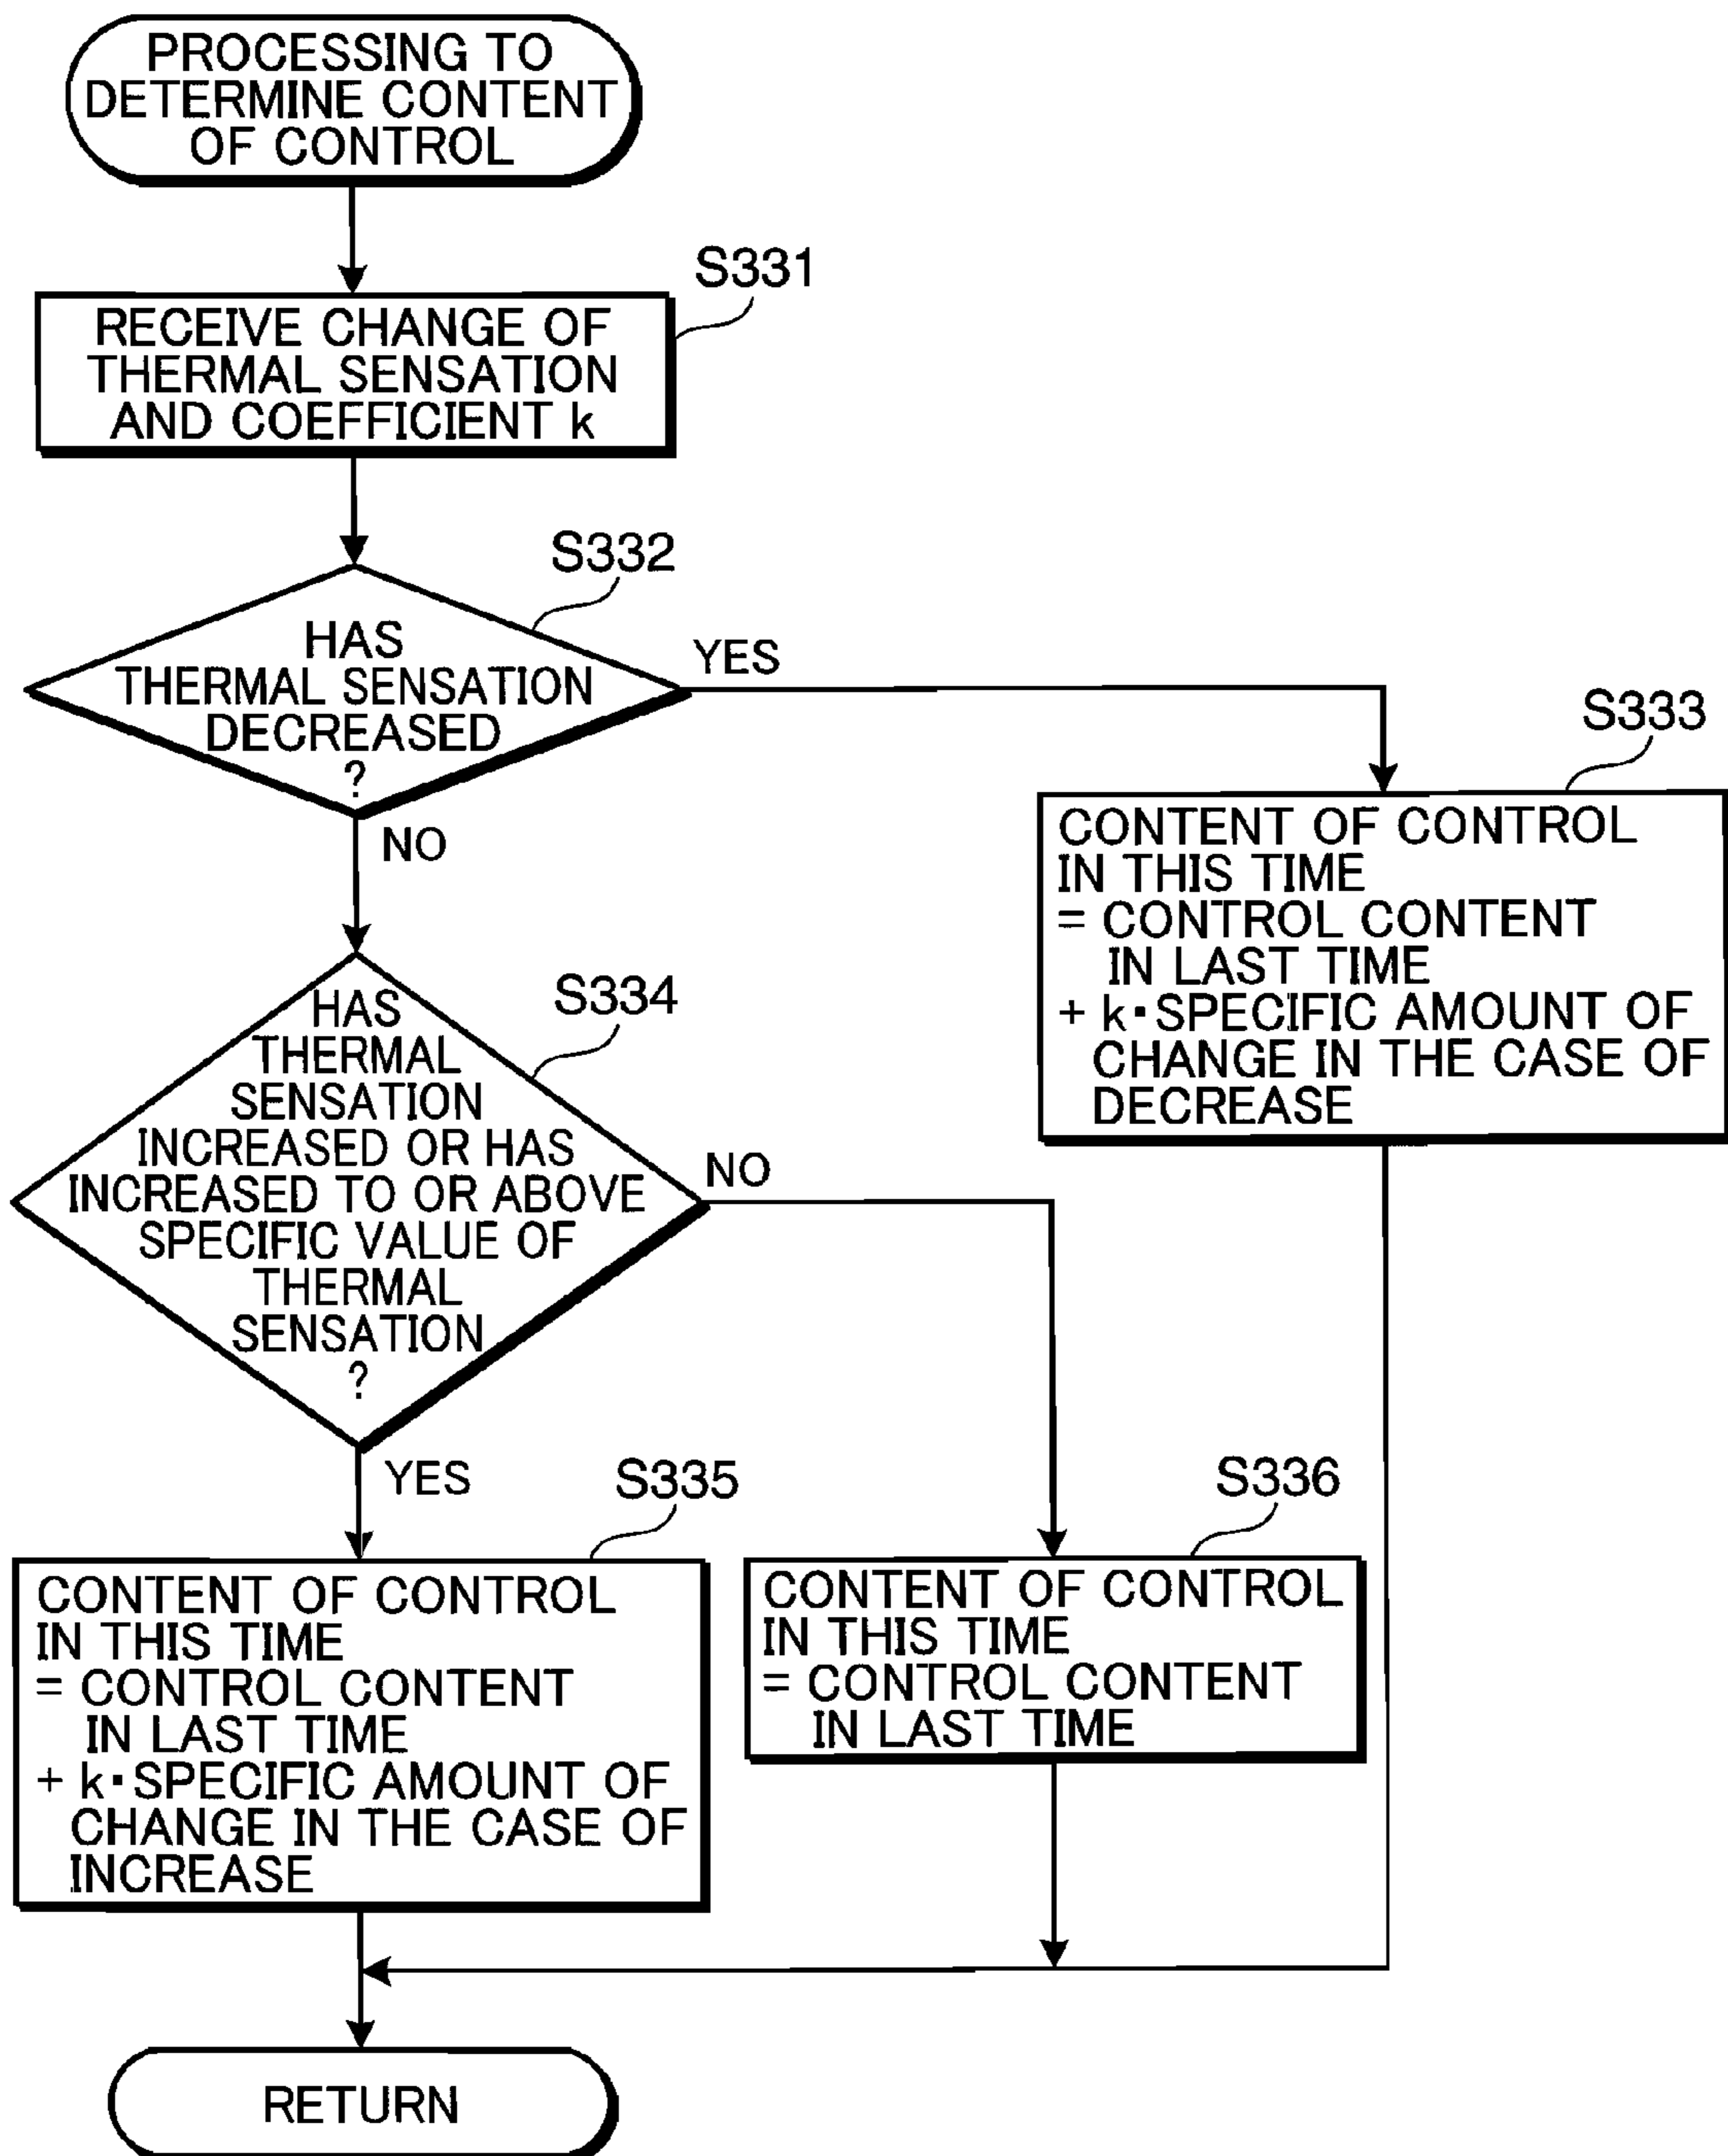 PROCESSING TO
DETERMINE CONTENT
OF CONTROL
S331
RECEIVE CHANGE OF
THERMAL SENSATION
AND COEFFICIENT k
S332
HAS
THERMAL SENSATION
DECREASED
?
YES
NO
S333
CONTENT OF CONTROL
IN THIS TIME
= CONTROL CONTENT
IN LAST TIME
+ k▪SPECIFIC AMOUNT OF
CHANGE IN THE CASE OF
DECREASE
S334
HAS
THERMAL
SENSATION
INCREASED OR HAS
INCREASED TO OR ABOVE
SPECIFIC VALUE OF
THERMAL
SENSATION
?
NO
YES
S335
CONTENT OF CONTROL
IN THIS TIME
= CONTROL CONTENT
IN LAST TIME
+ k▪SPECIFIC AMOUNT OF
CHANGE IN THE CASE OF
INCREASE
S336
CONTENT OF CONTROL
IN THIS TIME
= CONTROL CONTENT
IN LAST TIME
RETURN